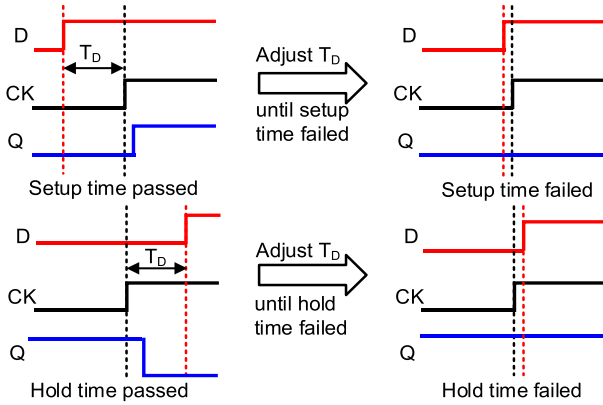 D
T_D
CK
Q
Setup time passed
Adjust T_D
until setup
time failed
D
CK
Q
Setup time failed
D
T_D
CK
Q
Hold time passed
Adjust T_D
until hold
time failed
D
CK
Q
Hold time failed